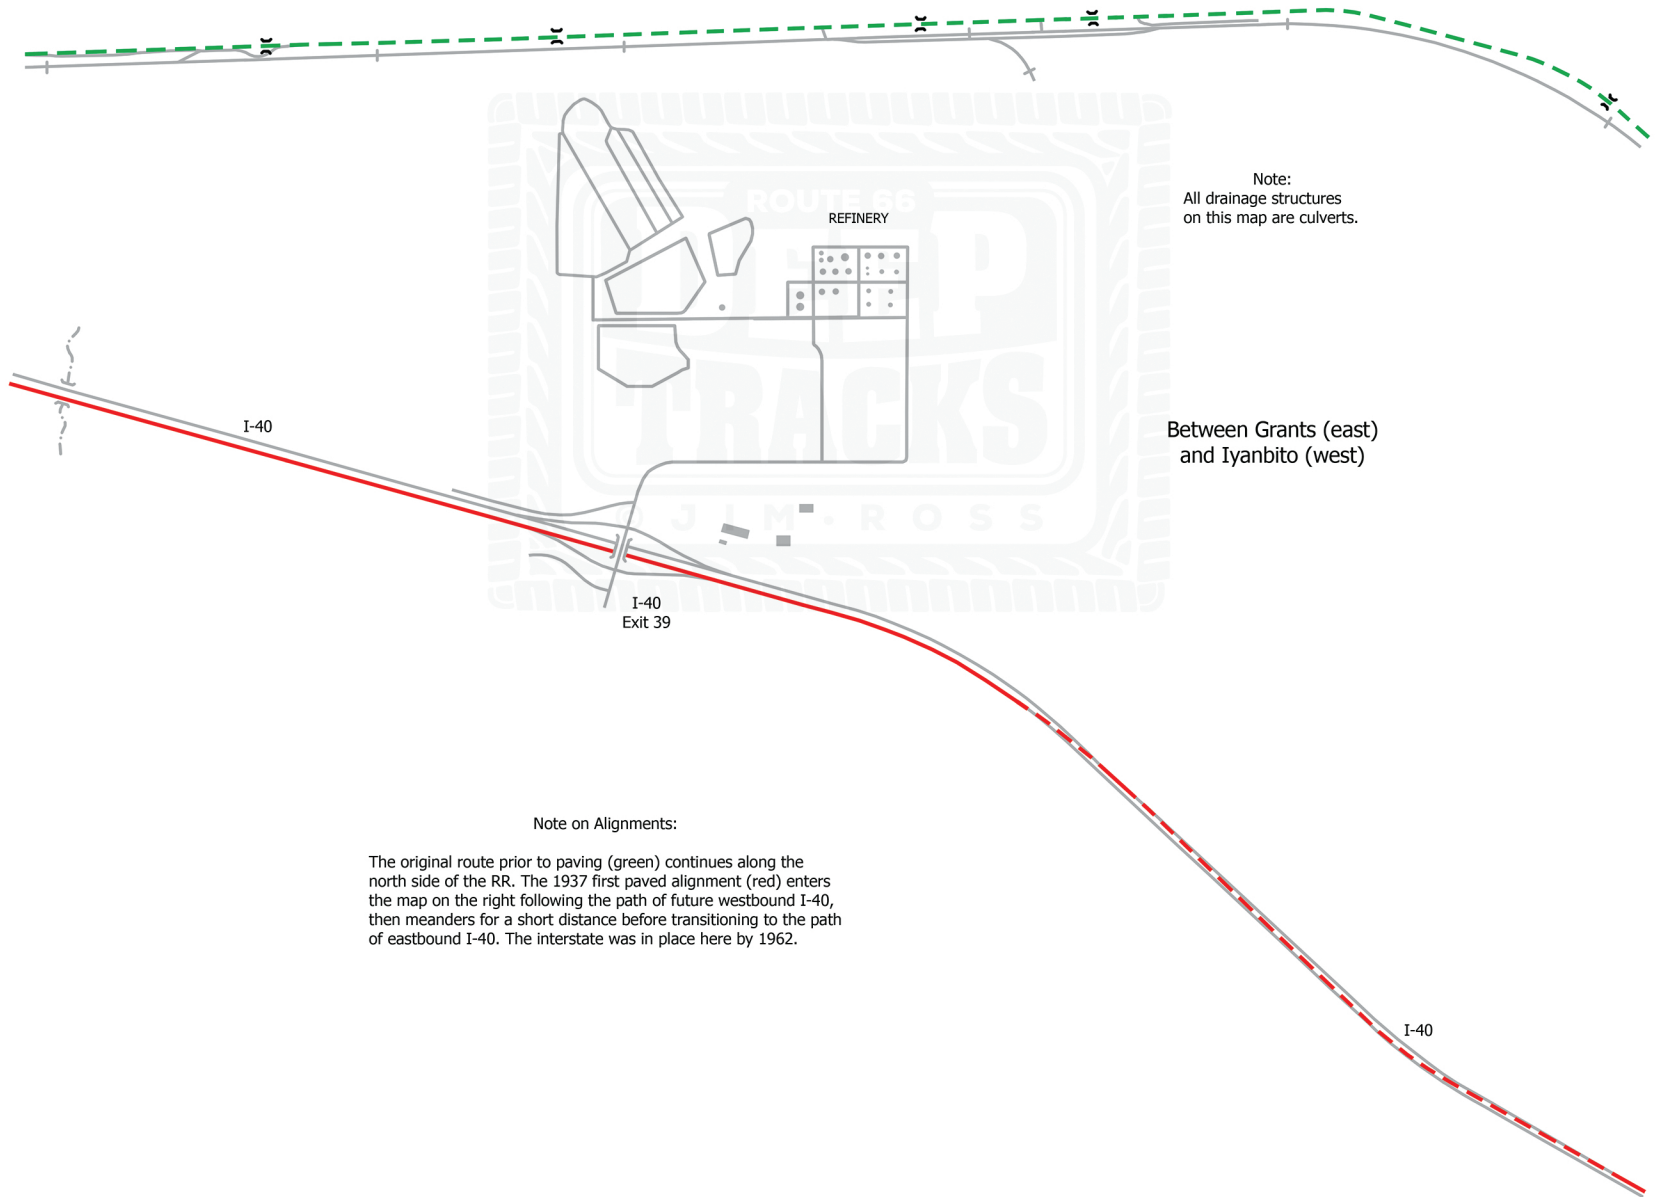 Note:
All drainage structures
on this map are culverts.
ROUTE 66
REFINERY
DEEP
TRACKS
I-40
Between Grants (east)
and Iyanbito (west)
© JIM • ROSS
I-40
Exit 39
Note on Alignments:
The original route prior to paving (green) continues along the
north side of the RR. The 1937 first paved alignment (red) enters
the map on the right following the path of future westbound I-40,
then meanders for a short distance before transitioning to the path
of eastbound I-40. The interstate was in place here by 1962.
I-40